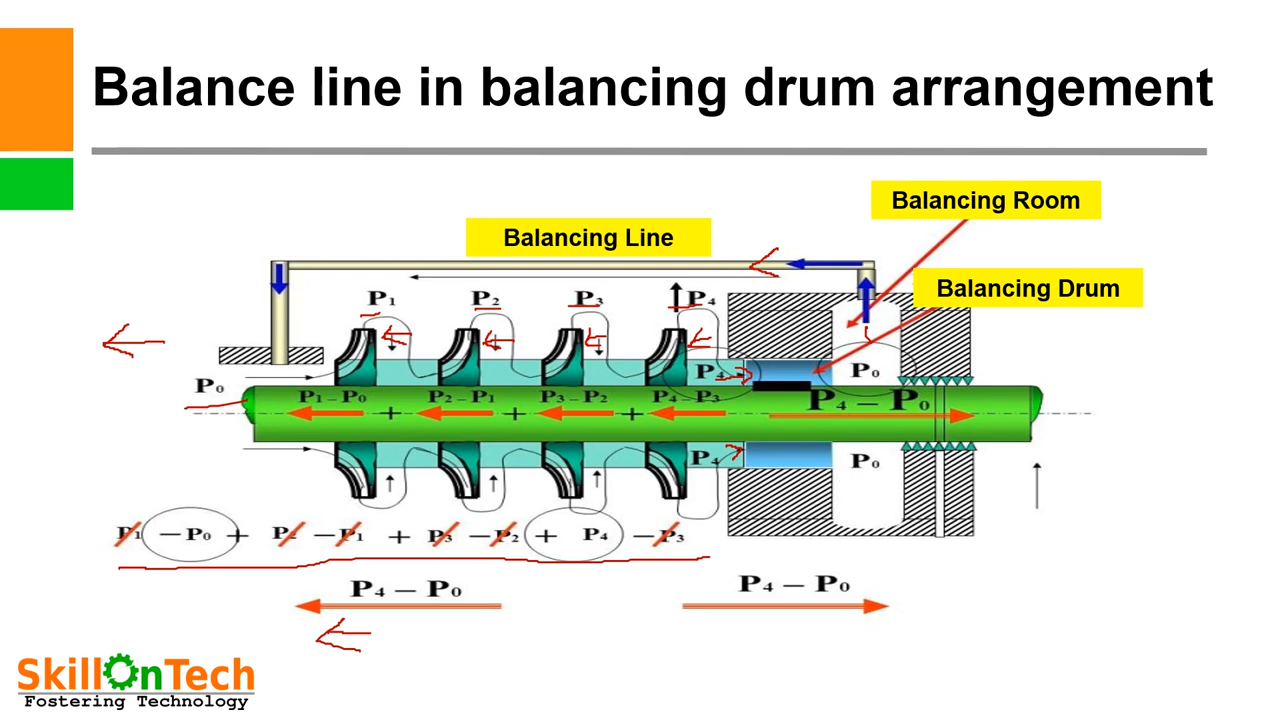 Balance line in balancing drum arrangement
Balancing Room
Balancing Line
Balancing Drum
P₁ P₂ P₃ P₄
P₀ P₄ P₀
P₁ – P₀ + P₂ – P₁ + P₃ – P₂ + P₄ – P₃ P₄ – P₀
P₄ P₀
P₁ – P₀ + P₂ – P₁ + P₃ – P₂ + P₄ – P₃
P₄ – P₀ P₄ – P₀
SkillOnTech
Fostering Technology